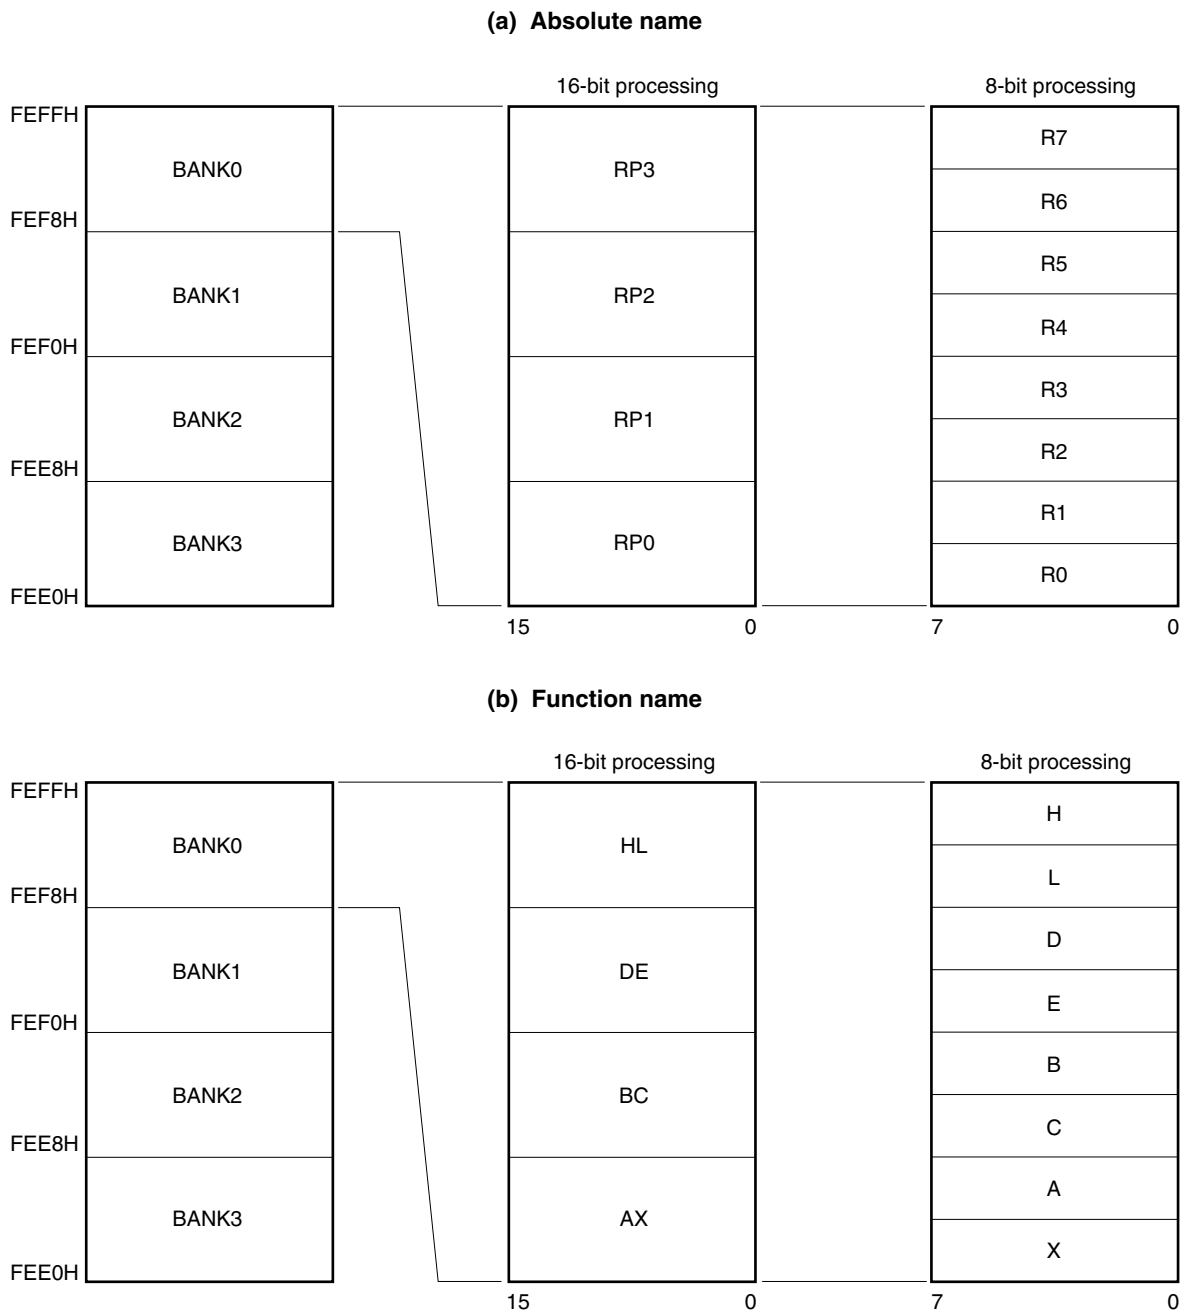 (a) Absolute name
16-bit processing
8-bit processing
FEFFH
BANK0
RP3
R7
R6
FEF8H
BANK1
RP2
R5
R4
FEF0H
BANK2
RP1
R3
R2
FEE8H
BANK3
RP0
R1
R0
FEE0H
15
0
7
0
(b) Function name
16-bit processing
8-bit processing
FEFFH
BANK0
HL
H
L
FEF8H
BANK1
DE
D
E
FEF0H
BANK2
BC
B
C
FEE8H
BANK3
AX
A
X
FEE0H
15
0
7
0